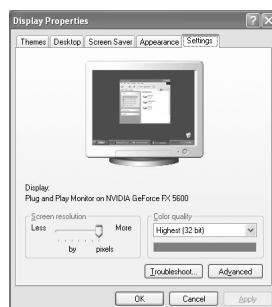 Display Properties
Themes Desktop Screen Saver Appearance Settings
Display:
Plug and Play Monitor on NVIDIA GeForce FX 5600
Screen resolution
Less More
by pixels
Color quality
Highest (32 bit)
Troubleshoot... Advanced
OK Cancel Apply